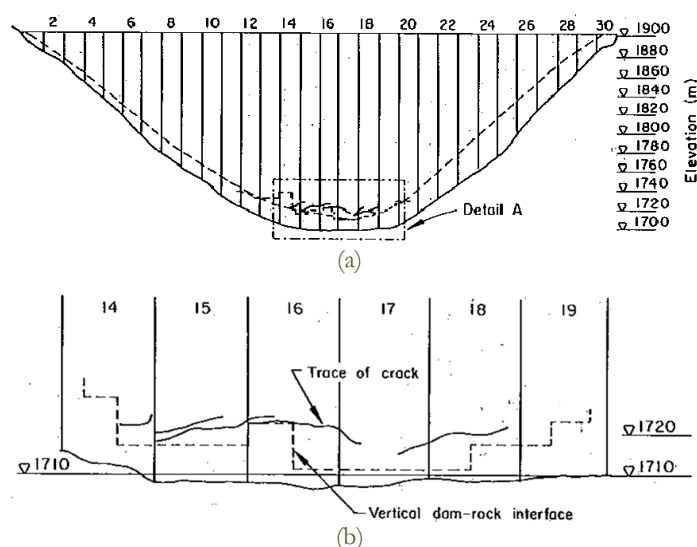 2 4 6 8 10 12 14 16 18 20 22 24 26 28 30
1900
1880
1860
1840
1820
1800
1780
1760
1740
1720
1700
Elevation (m)
Detail A
(a)
14 15 16 17 18 19
Trace of crack
1720
1710 1710
Vertical dam-rock interface
(b)